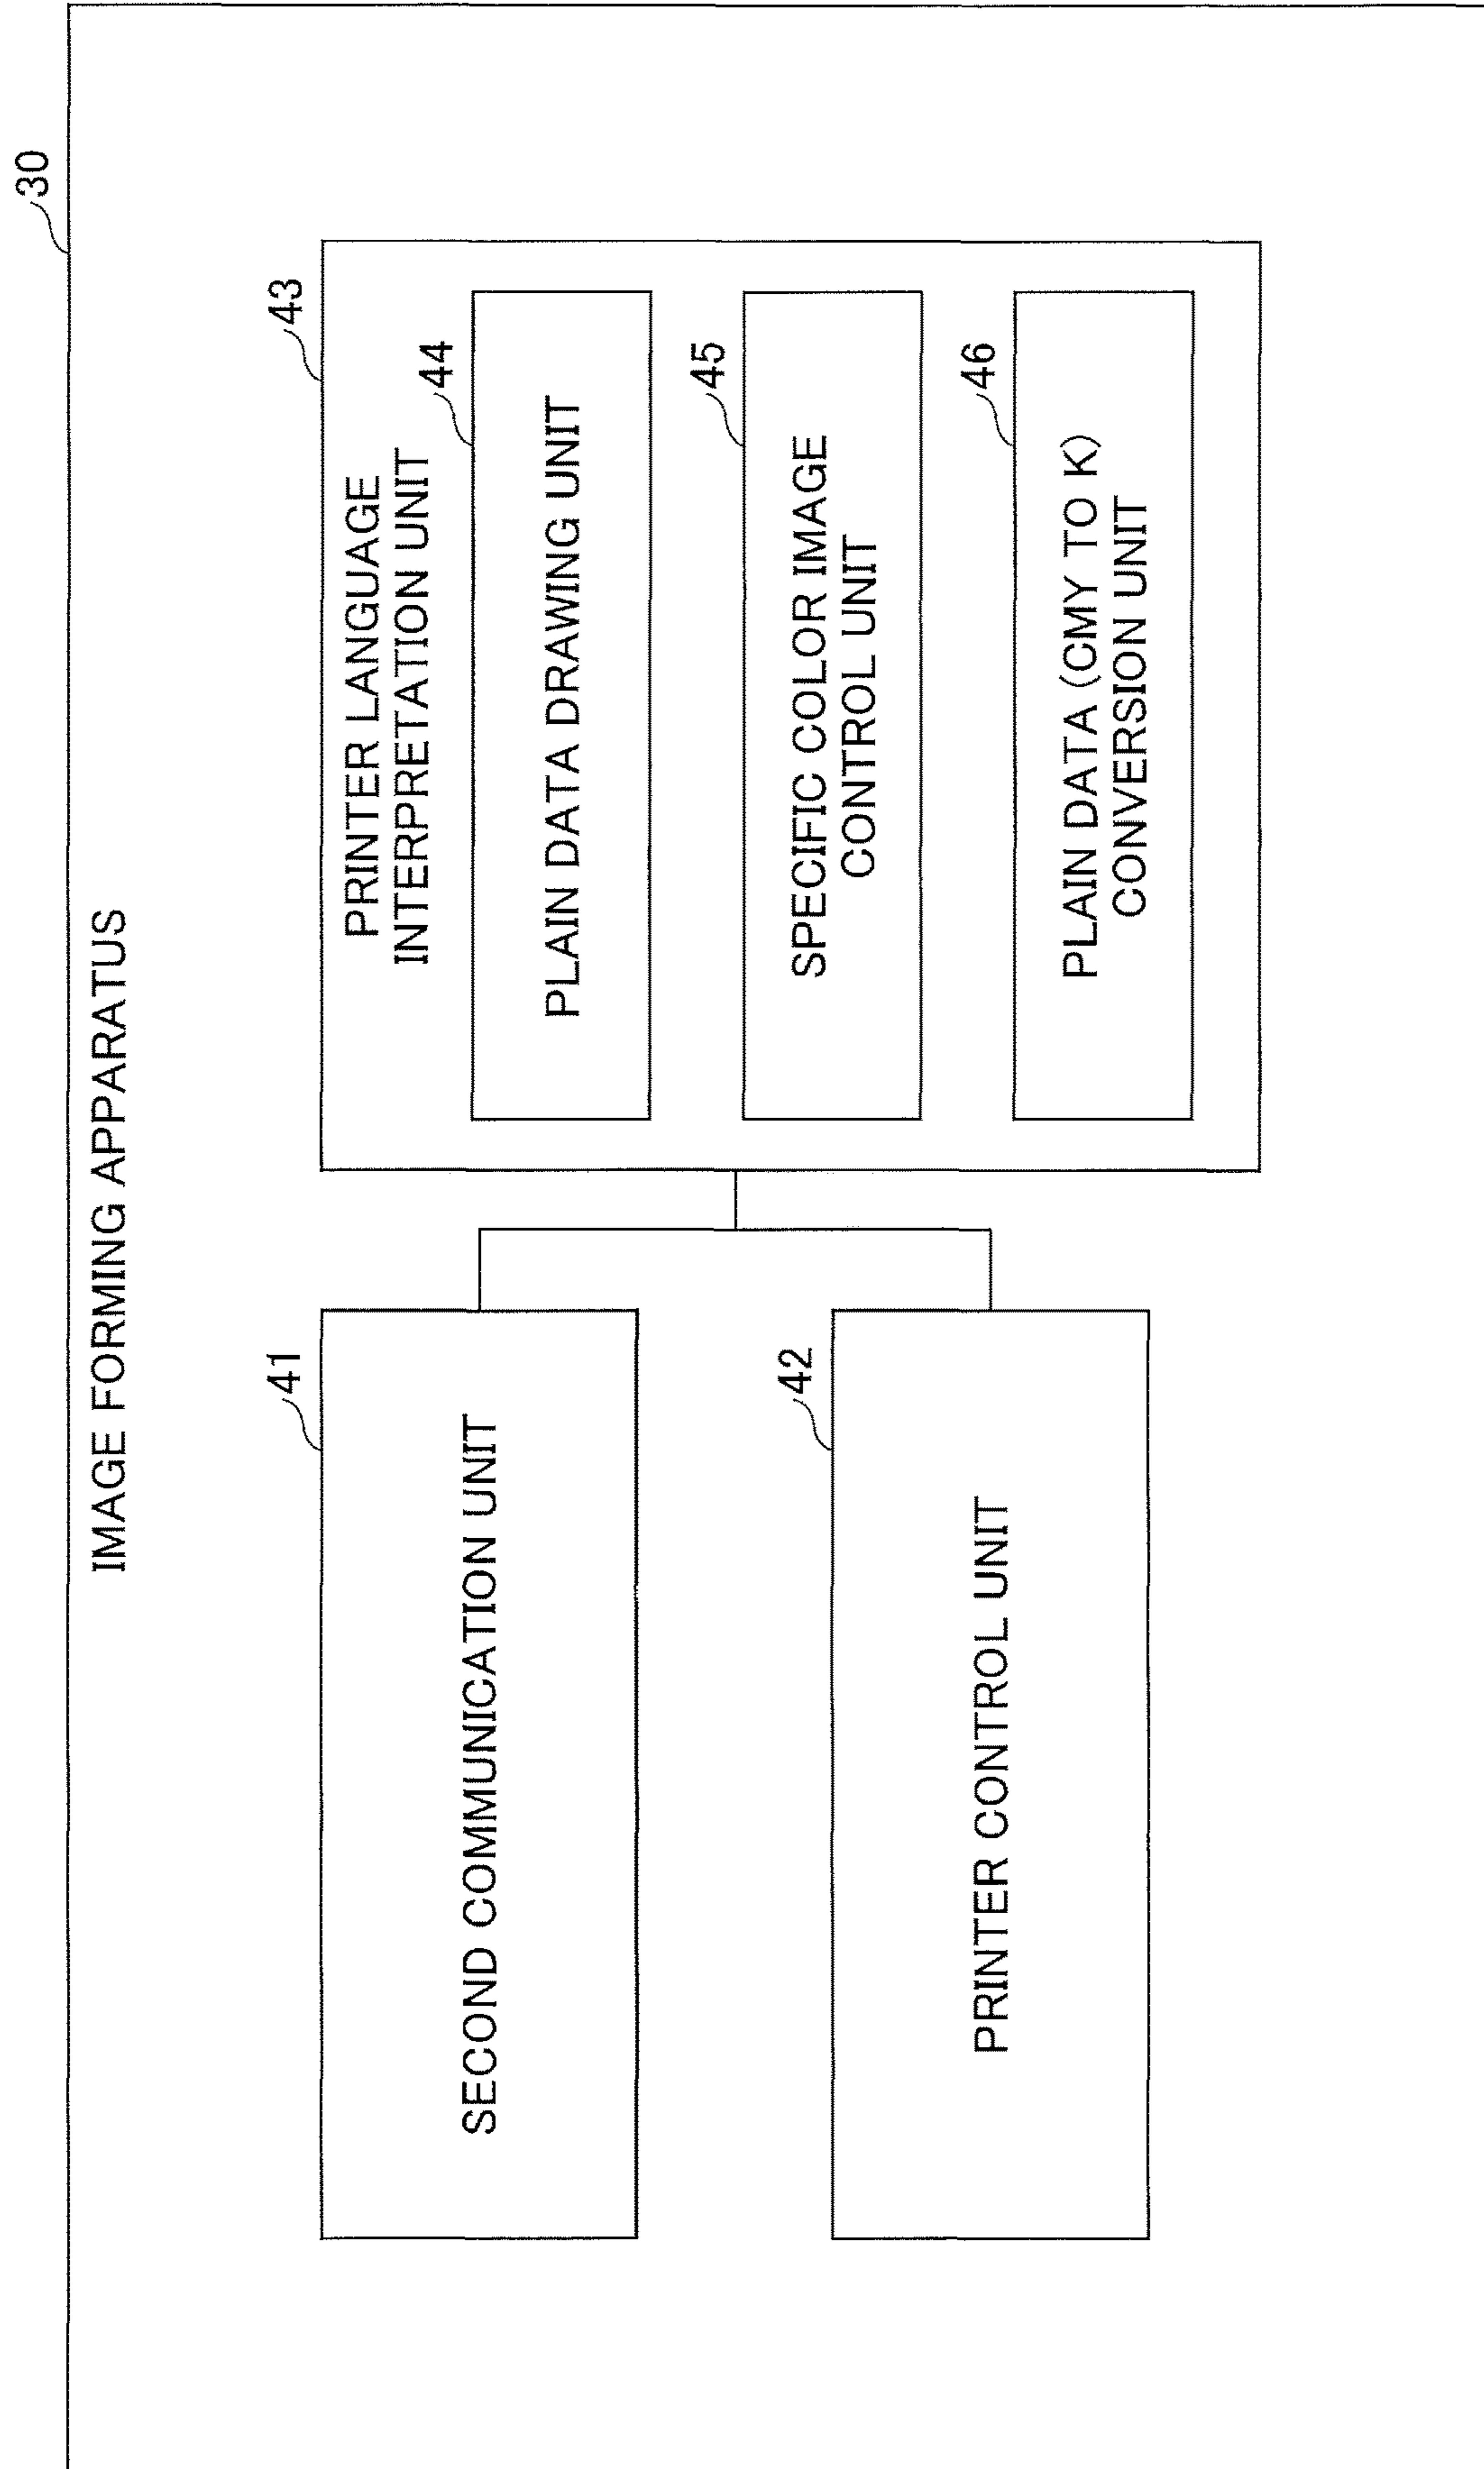 30
IMAGE FORMING APPARATUS
41
SECOND COMMUNICATION UNIT
42
PRINTER CONTROL UNIT
43
PRINTER LANGUAGE
INTERPRETATION UNIT
44
PLAIN DATA DRAWING UNIT
45
SPECIFIC COLOR IMAGE
CONTROL UNIT
46
PLAIN DATA (CMY TO K)
CONVERSION UNIT